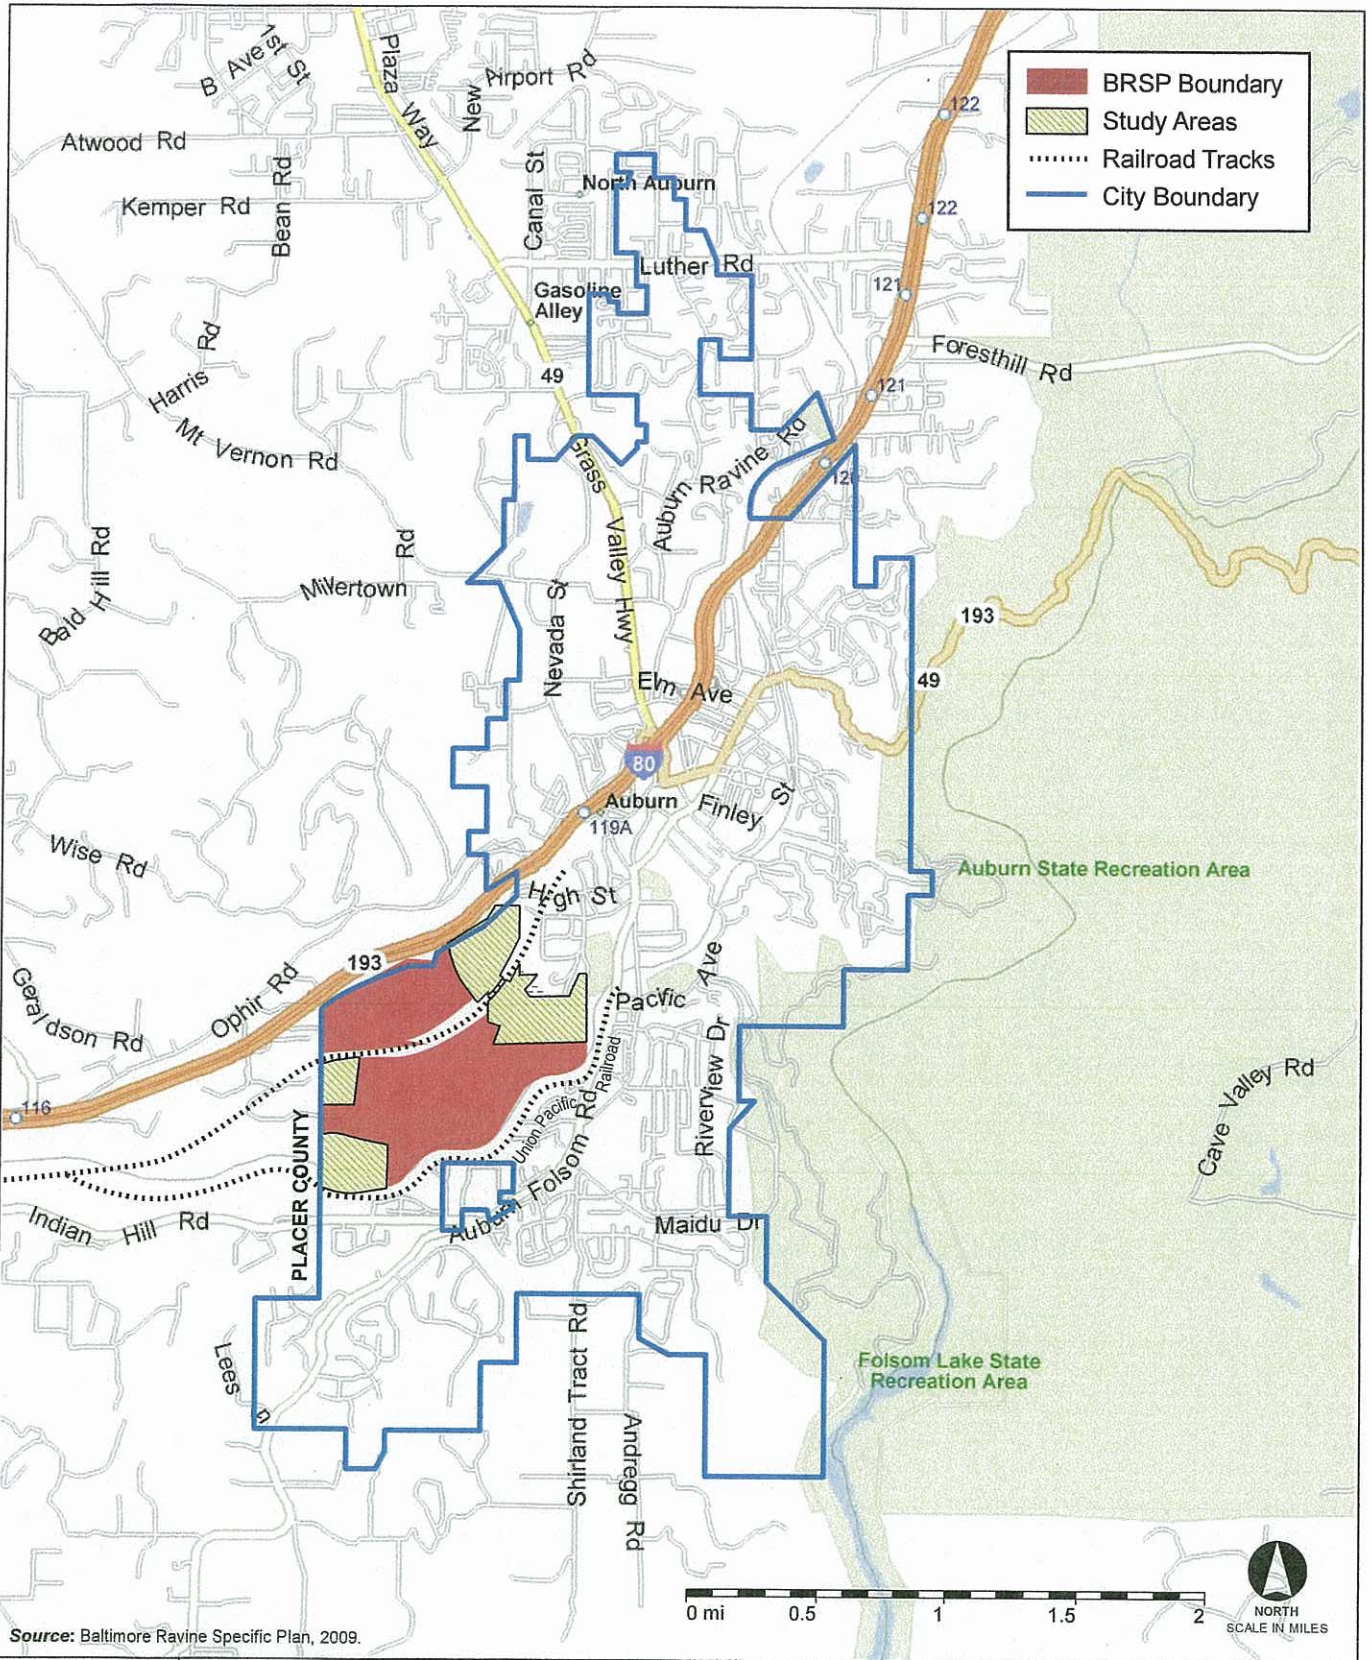 BRSP Boundary
Study Areas
Railroad Tracks
City Boundary
B Ave
1st St
Plaza Way
New Airport Rd
Atwood Rd
Bean Rd
Kemper Rd
Canal St
North Auburn
Luther Rd
Gasoline
Alley
122
122
121
121
Foresthill Rd
49
Harris Rd
Mt Vernon Rd
Grass Valley Hwy
Auburn Ravine Rd
Bald Hill Rd
Millertown Rd
Nevada St
193
49
Elm Ave
80
Auburn
119A
Finley St
Wise Rd
Auburn State Recreation Area
High St
193
Geraldson Rd
Ophir Rd
Pacific Ave
116
Riverview Dr
Railroad
Union Pacific
Cave Valley Rd
PLACER COUNTY
Indian Hill Rd
Auburn Folsom Rd
Maidu Dr
Lees
Shirland Tract Rd
Andregg Rd
Folsom Lake State
Recreation Area
0 mi 0.5 1 1.5 2
NORTH
SCALE IN MILES
Source: Baltimore Ravine Specific Plan, 2009.